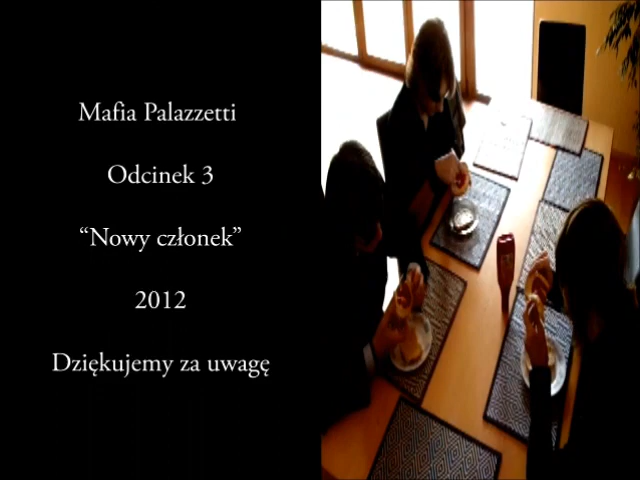 Mafia Palazzetti
Odcinek 3
“Nowy członek”
2012
Dziękujemy za uwagę